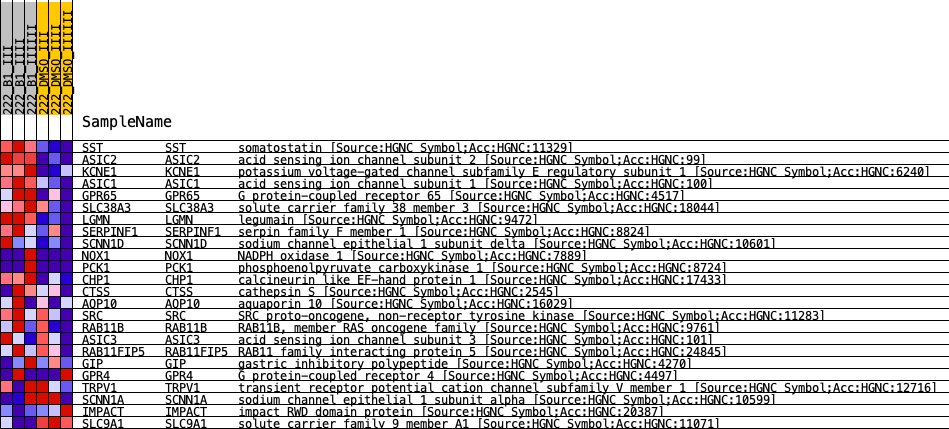 222_B1_III
222_B1_IIII
222_B1_IIIIII
222_DMSO_III
222_DMSO_IIII
222_DMSO_IIIIII
SampleName
SST SST somatostatin [Source:HGNC Symbol;Acc:HGNC:11329]
ASIC2 ASIC2 acid sensing ion channel subunit 2 [Source:HGNC Symbol;Acc:HGNC:99]
KCNE1 KCNE1 potassium voltage-gated channel subfamily E regulatory subunit 1 [Source:HGNC Symbol;Acc:HGNC:6240]
ASIC1 ASIC1 acid sensing ion channel subunit 1 [Source:HGNC Symbol;Acc:HGNC:100]
GPR65 GPR65 G protein-coupled receptor 65 [Source:HGNC Symbol;Acc:HGNC:4517]
SLC38A3 SLC38A3 solute carrier family 38 member 3 [Source:HGNC Symbol;Acc:HGNC:18044]
LGMN LGMN legumain [Source:HGNC Symbol;Acc:HGNC:9472]
SERPINF1 SERPINF1 serpin family F member 1 [Source:HGNC Symbol;Acc:HGNC:8824]
SCNN1D SCNN1D sodium channel epithelial 1 subunit delta [Source:HGNC Symbol;Acc:HGNC:10601]
NOX1 NOX1 NADPH oxidase 1 [Source:HGNC Symbol;Acc:HGNC:7889]
PCK1 PCK1 phosphoenolpyruvate carboxykinase 1 [Source:HGNC Symbol;Acc:HGNC:8724]
CHP1 CHP1 calcineurin like EF-hand protein 1 [Source:HGNC Symbol;Acc:HGNC:17433]
CTSS CTSS cathepsin S [Source:HGNC Symbol;Acc:HGNC:2545]
AQP10 AQP10 aquaporin 10 [Source:HGNC Symbol;Acc:HGNC:16029]
SRC SRC SRC proto-oncogene, non-receptor tyrosine kinase [Source:HGNC Symbol;Acc:HGNC:11283]
RAB11B RAB11B RAB11B, member RAS oncogene family [Source:HGNC Symbol;Acc:HGNC:9761]
ASIC3 ASIC3 acid sensing ion channel subunit 3 [Source:HGNC Symbol;Acc:HGNC:101]
RAB11FIP5 RAB11FIP5 RAB11 family interacting protein 5 [Source:HGNC Symbol;Acc:HGNC:24845]
GIP GIP gastric inhibitory polypeptide [Source:HGNC Symbol;Acc:HGNC:4270]
GPR4 GPR4 G protein-coupled receptor 4 [Source:HGNC Symbol;Acc:HGNC:4497]
TRPV1 TRPV1 transient receptor potential cation channel subfamily V member 1 [Source:HGNC Symbol;Acc:HGNC:12716]
SCNN1A SCNN1A sodium channel epithelial 1 subunit alpha [Source:HGNC Symbol;Acc:HGNC:10599]
IMPACT IMPACT impact RWD domain protein [Source:HGNC Symbol;Acc:HGNC:20387]
SLC9A1 SLC9A1 solute carrier family 9 member A1 [Source:HGNC Symbol;Acc:HGNC:11071]